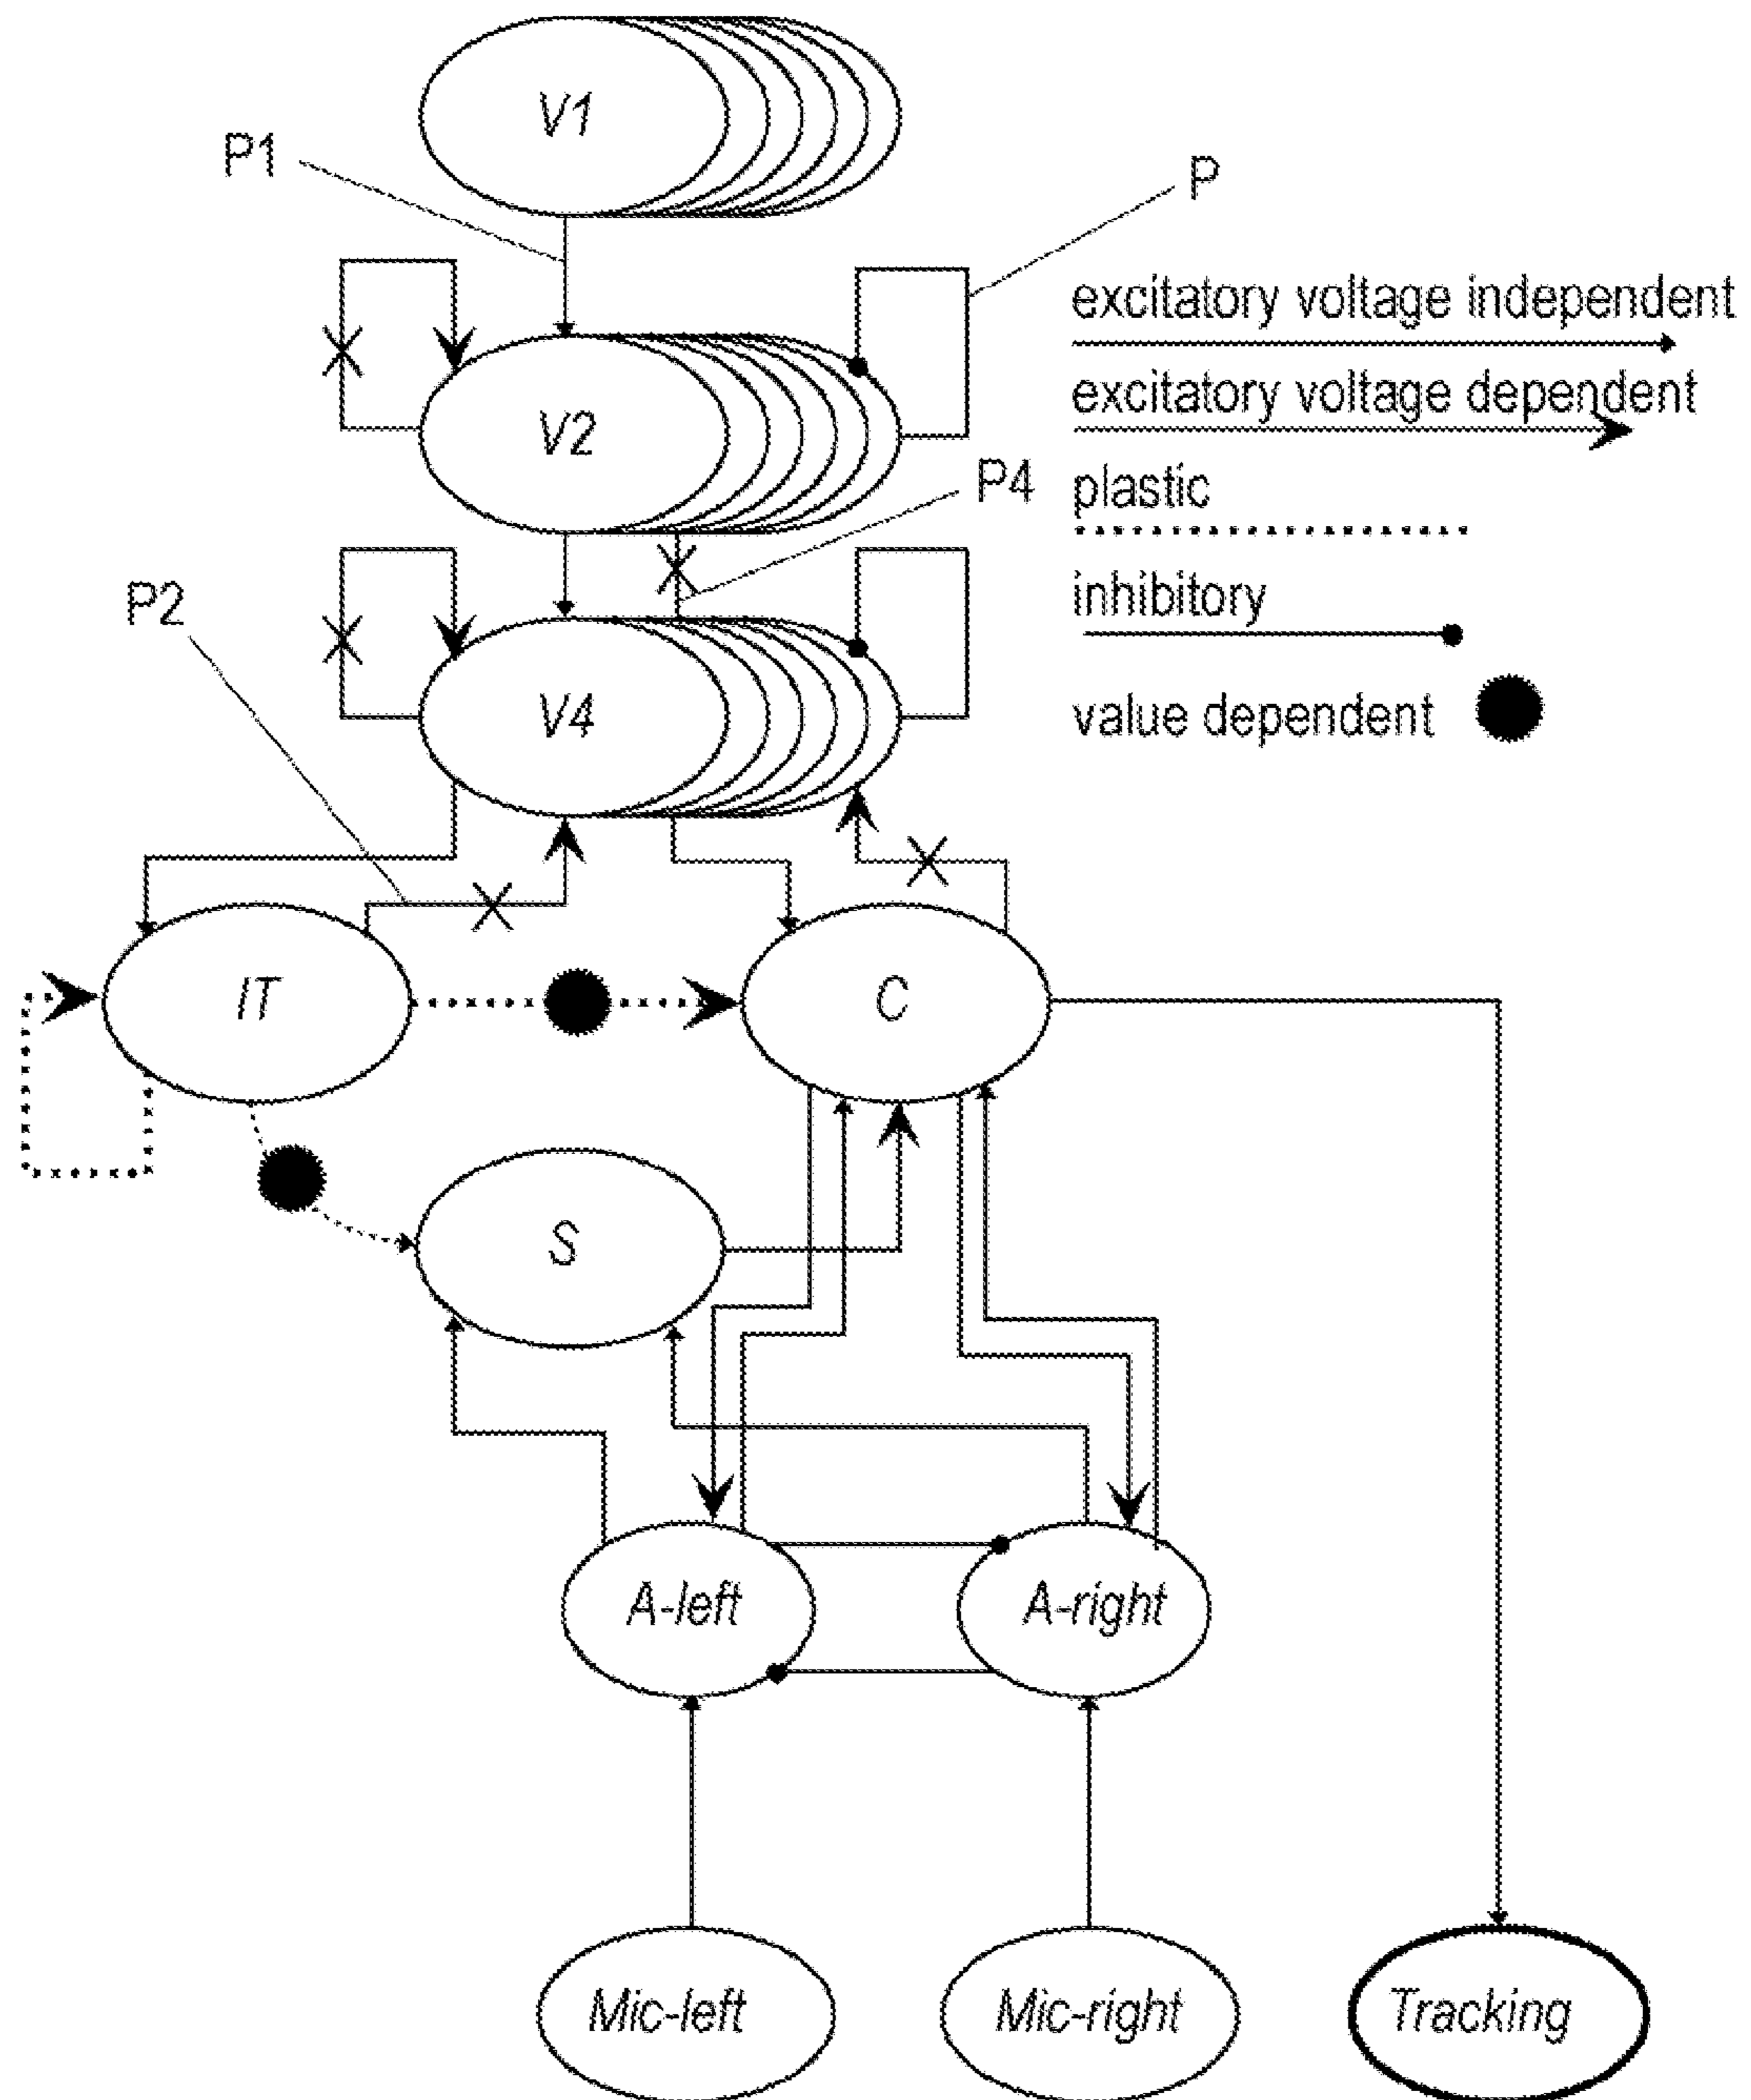 V1
P1
P
excitatory voltage independent
excitatory voltage dependent
V2
P4
plastic
P2
inhibitory
V4
value dependent
IT
C
S
A-left
A-right
Mic-left
Mic-right
Tracking